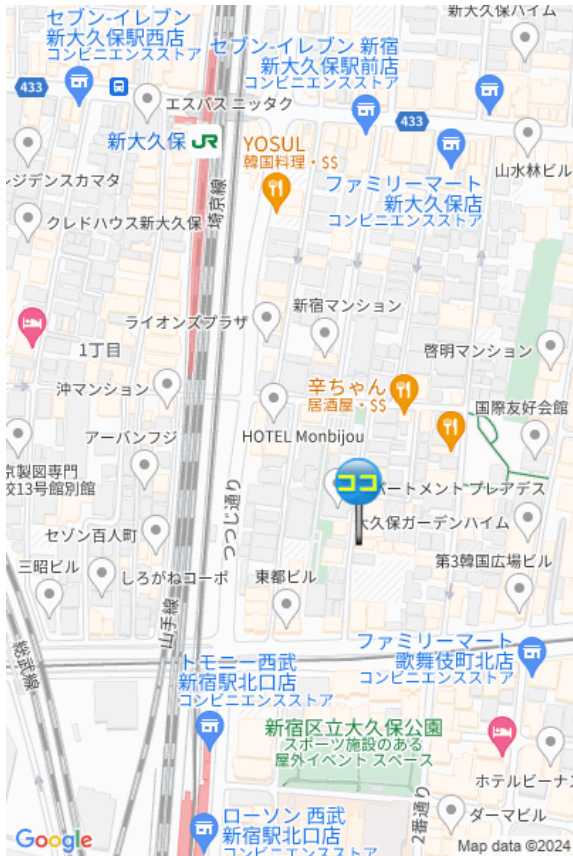 セブン-イレブン
新大久保駅西店
コンビニエンスストア
新大久保ハイム
セブン-イレブン 新宿
新大久保駅前店
コンビニエンスストア
433
エスパス ニッタク
433
新大久保 JR
YOSUL
韓国料理・$$
山水林ビル
レジデンスカマタ
ファミリーマート
新大久保店
コンビニエンスストア
クレドハウス新大久保
埼京線
新宿マンション
ライオンズプラザ
1丁目
啓明マンション
沖マンション
辛ちゃん
居酒屋・$$
国際友好会館
アーバンフジ
HOTEL Monbijou
京製図専門
校13号館別館
ココ
パートメント プレアデス
つつじ通り
大久保ガーデンハイム
セゾン百人町
第3韓国広場ビル
三昭ビル
しろがねコーポ
東都ビル
山手線
総武線
ファミリーマート
歌舞伎町北店
コンビニエンスストア
トモニー西武
新宿駅北口店
コンビニエンスストア
新宿区立大久保公園
スポーツ施設のある
屋外イベント スペース
ホテルビーナス
2番通り
ダーマビル
ローソン 西武
新宿駅北口店
コンビニエンスストア
Google
Map data ©2024